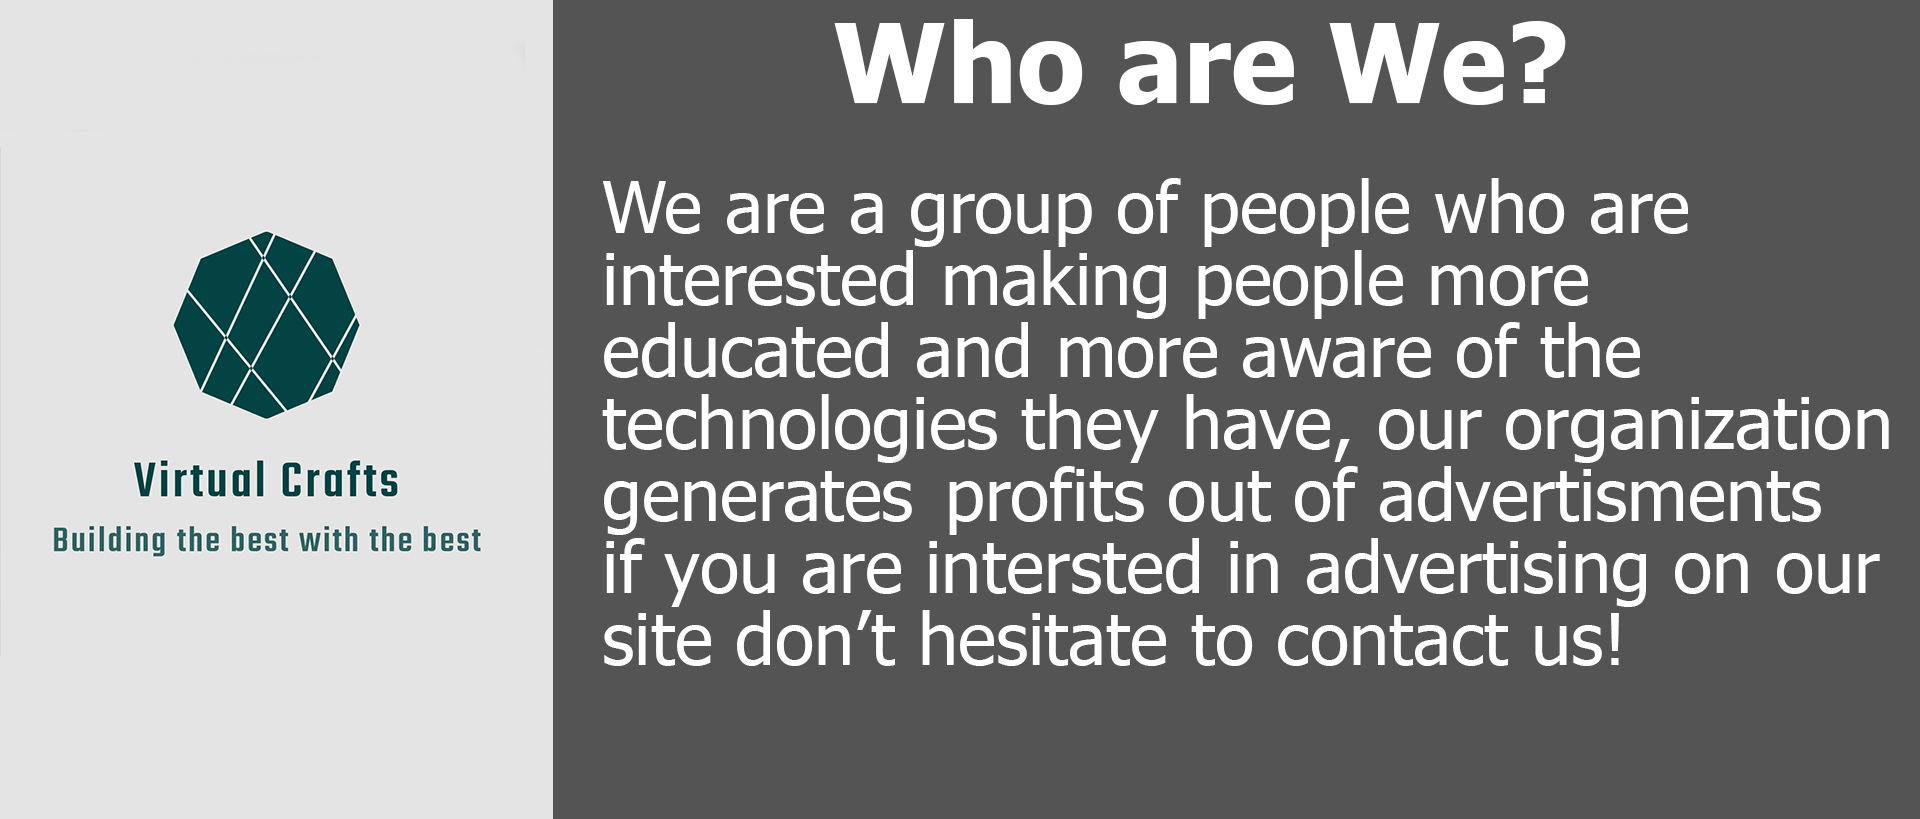 Virtual Crafts
Building the best with the best
Who are We?
We are a group of people who are
interested making people more
educated and more aware of the
technologies they have, our organization
generates profits out of advertisments
if you are intersted in advertising on our
site don’t hesitate to contact us!